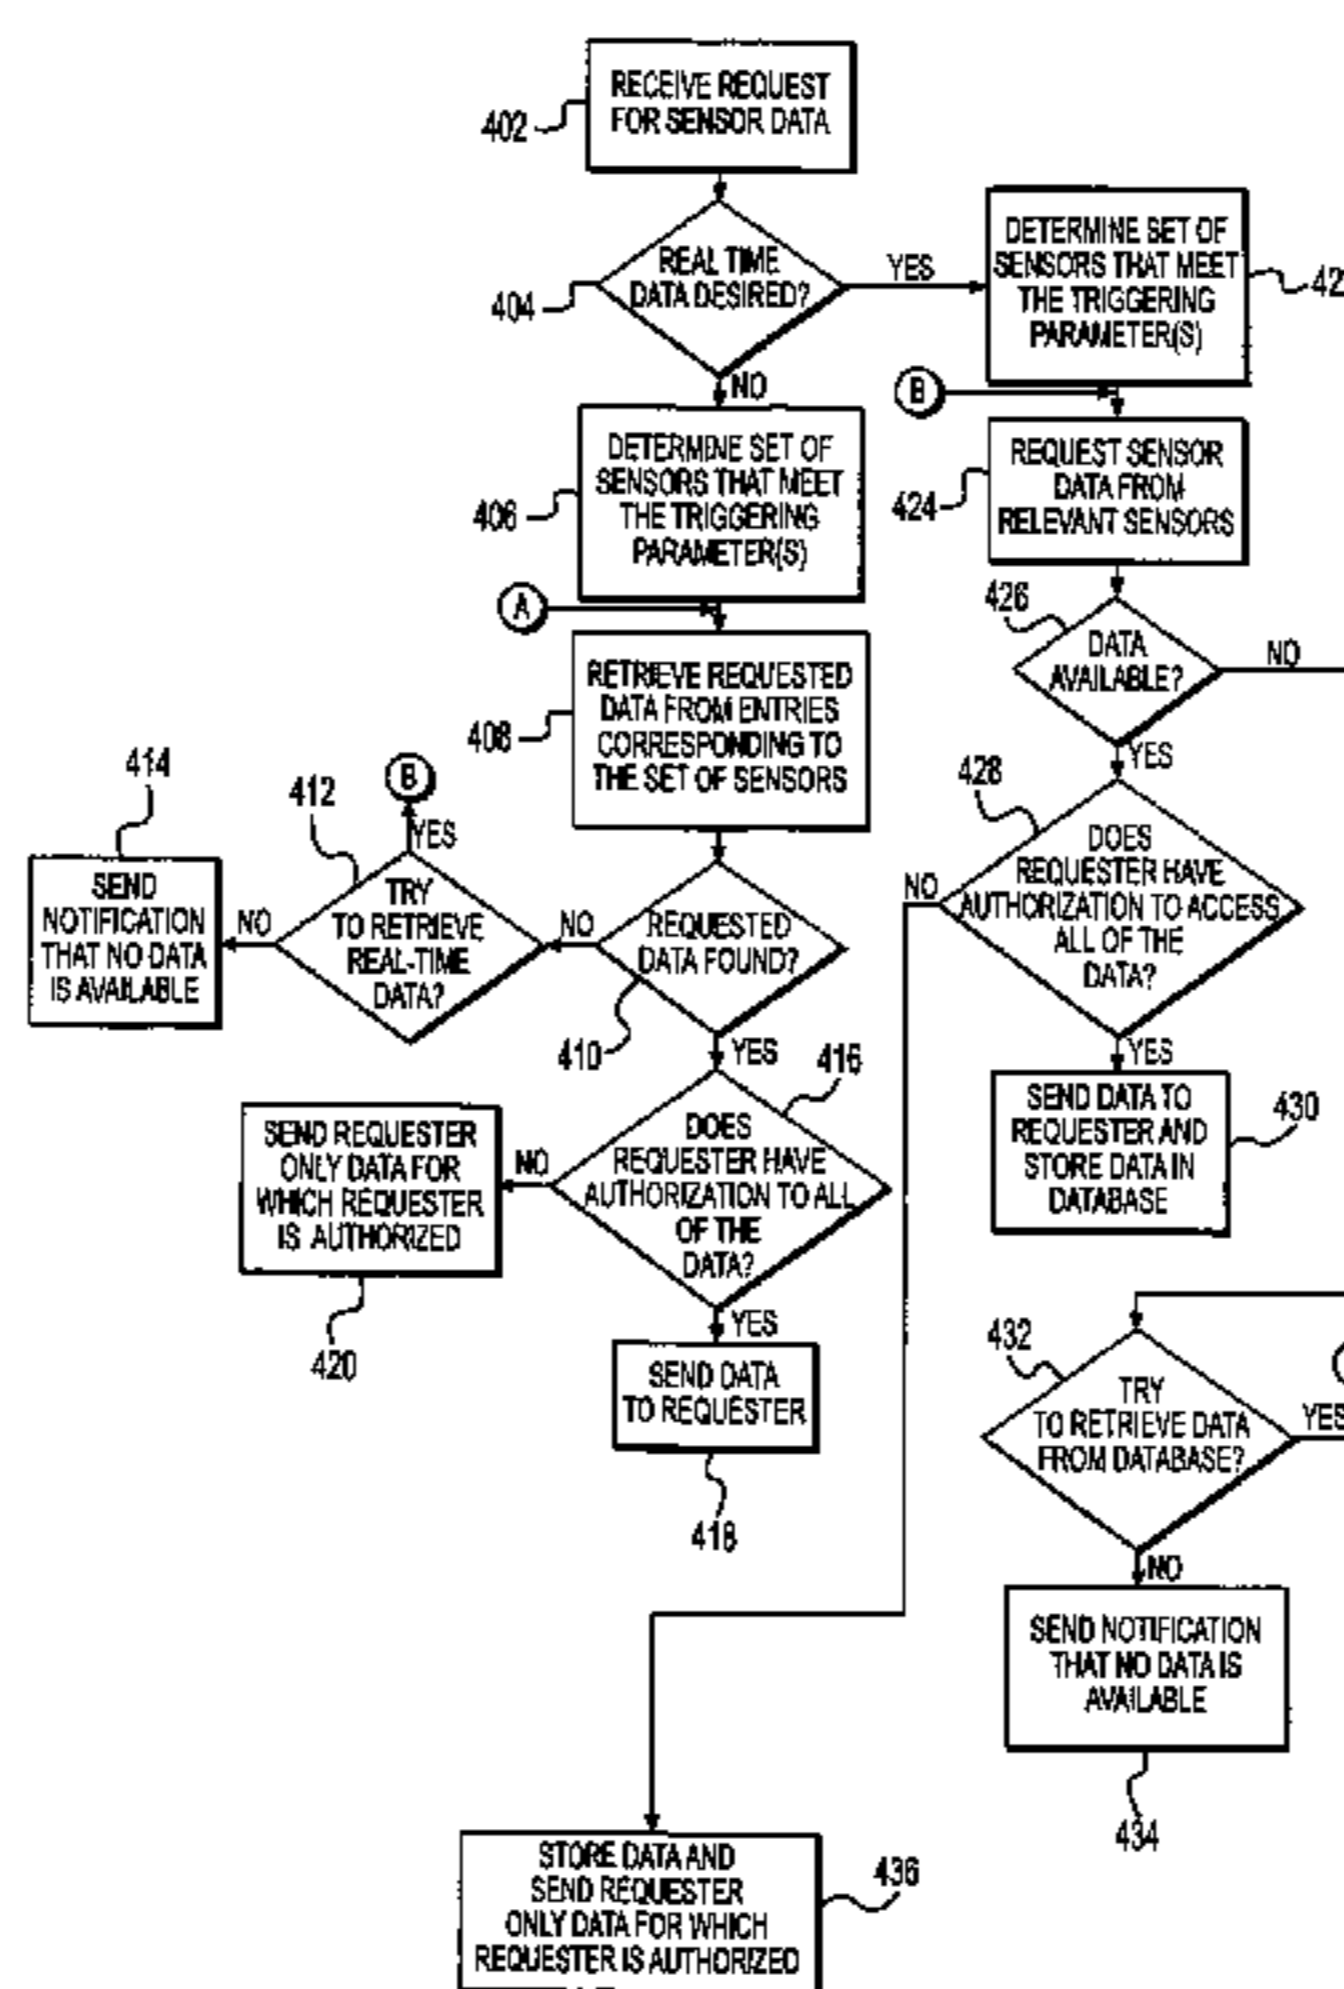 RECEIVE REQUEST
FOR SENSOR DATA
402
REAL TIME
DATA DESIRED?
404
YES
NO
DETERMINE SET OF
SENSORS THAT MEET
THE TRIGGERING
PARAMETER(S)
B
DETERMINE SET OF
SENSORS THAT MEET
THE TRIGGERING
PARAMETER(S)
406
REQUEST SENSOR
DATA FROM
RELEVANT SENSORS
424
A
426
DATA
AVAILABLE?
NO
YES
RETRIEVE REQUESTED
DATA FROM ENTRIES
CORRESPONDING TO
THE SET OF SENSORS
408
414
412
B
YES
428
DOES
REQUESTER HAVE
AUTHORIZATION TO ACCESS
ALL OF THE
DATA?
NO
YES
SEND
NOTIFICATION
THAT NO DATA
IS AVAILABLE
NO
TRY
TO RETRIEVE
REAL-TIME
DATA?
NO
REQUESTED
DATA FOUND?
410
YES
416
SEND DATA TO
REQUESTER AND
STORE DATA IN
DATABASE
430
SEND REQUESTER
ONLY DATA FOR
WHICH REQUESTER
IS AUTHORIZED
420
NO
DOES
REQUESTER HAVE
AUTHORIZATION TO ALL
OF THE
DATA?
YES
SEND DATA
TO REQUESTER
418
432
TRY
TO RETRIEVE DATA
FROM DATABASE?
YES
NO
SEND NOTIFICATION
THAT NO DATA IS
AVAILABLE
434
STORE DATA AND
SEND REQUESTER
ONLY DATA FOR WHICH
REQUESTER IS AUTHORIZED
436